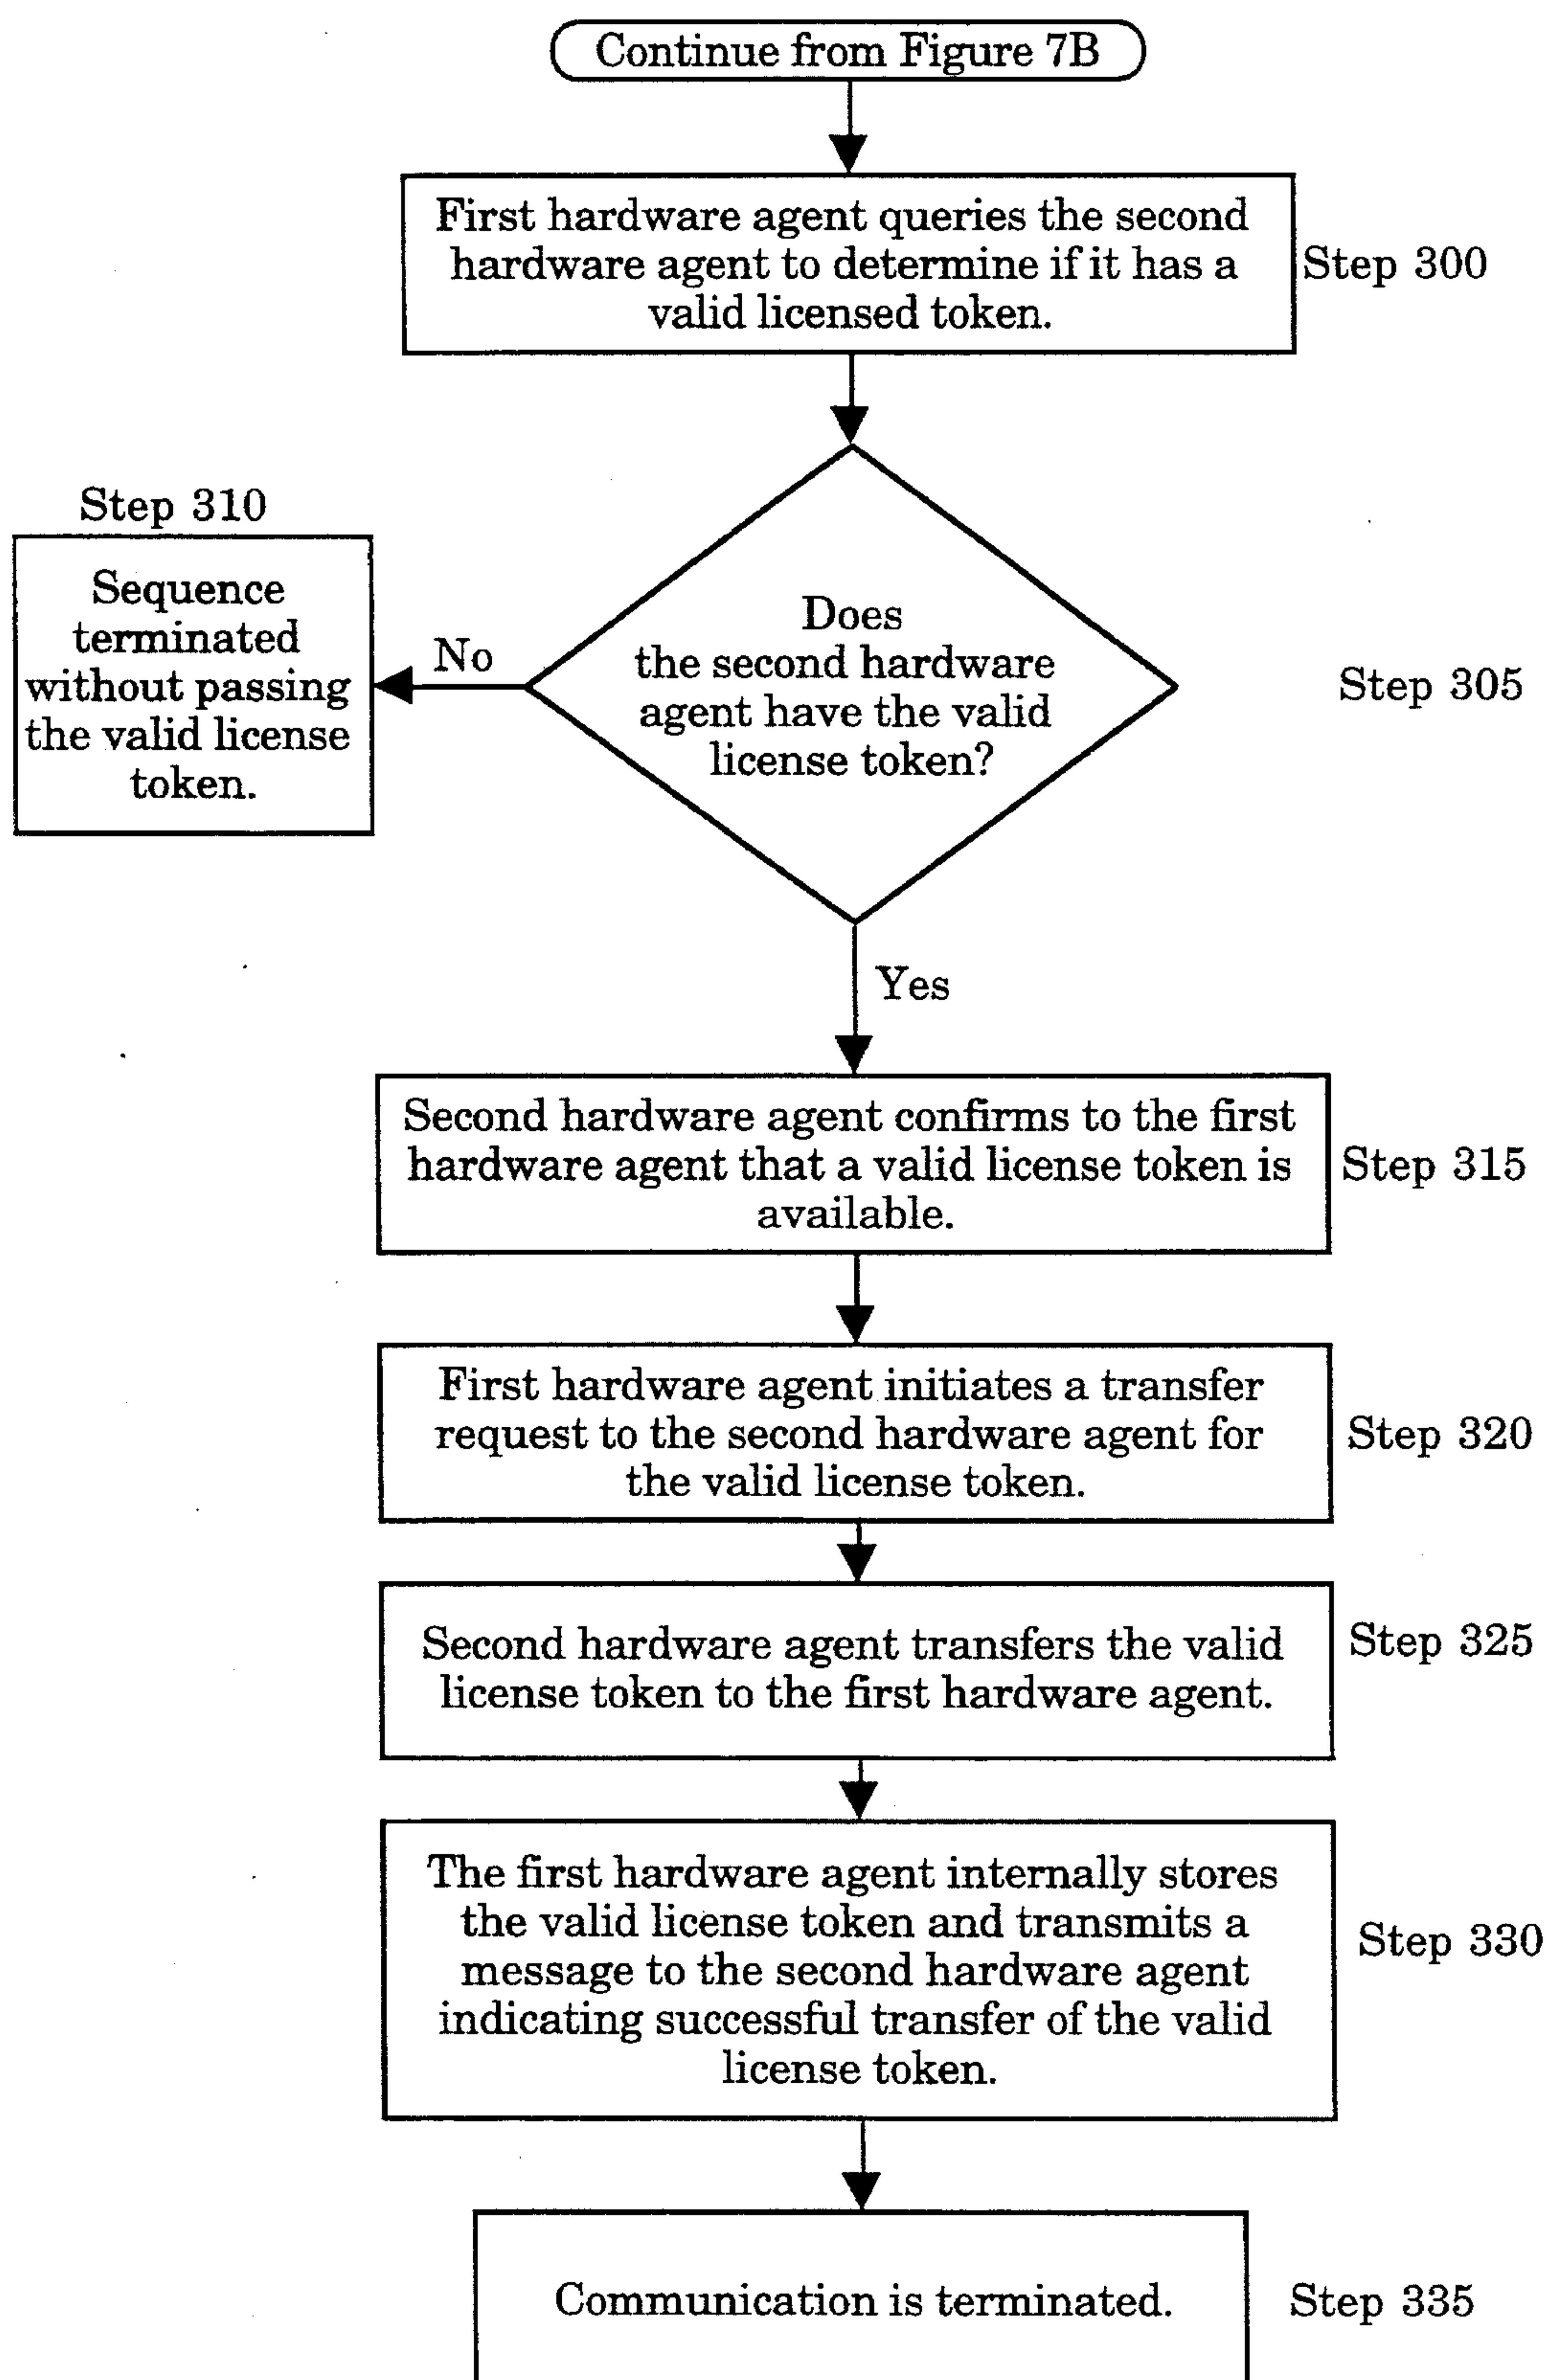 Continue from Figure 7B
First hardware agent queries the second
hardware agent to determine if it has a
valid licensed token.
Step 300
Step 310
Sequence
terminated
without passing
the valid license
token.
No
Does
the second hardware
agent have the valid
license token?
Step 305
Yes
Second hardware agent confirms to the first
hardware agent that a valid license token is
available.
Step 315
First hardware agent initiates a transfer
request to the second hardware agent for
the valid license token.
Step 320
Second hardware agent transfers the valid
license token to the first hardware agent.
Step 325
The first hardware agent internally stores
the valid license token and transmits a
message to the second hardware agent
indicating successful transfer of the valid
license token.
Step 330
Communication is terminated.
Step 335